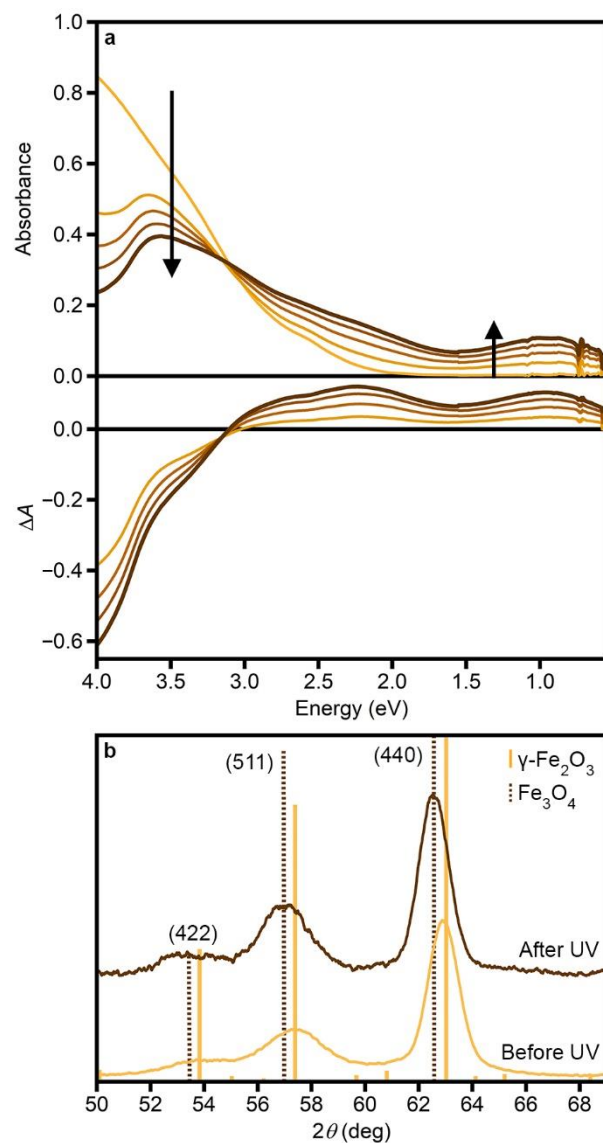 a
1.0
0.8
0.6
0.4
0.2
0.0
Absorbance
0.0
−0.2
−0.4
−0.6
ΔA
4.0 3.5 3.0 2.5 2.0 1.5 1.0
Energy (eV)
b
(511)
(440)
γ-Fe₂O₃
Fe₃O₄
(422)
After UV
Before UV
50 52 54 56 58 60 62 64 66 68
2θ (deg)